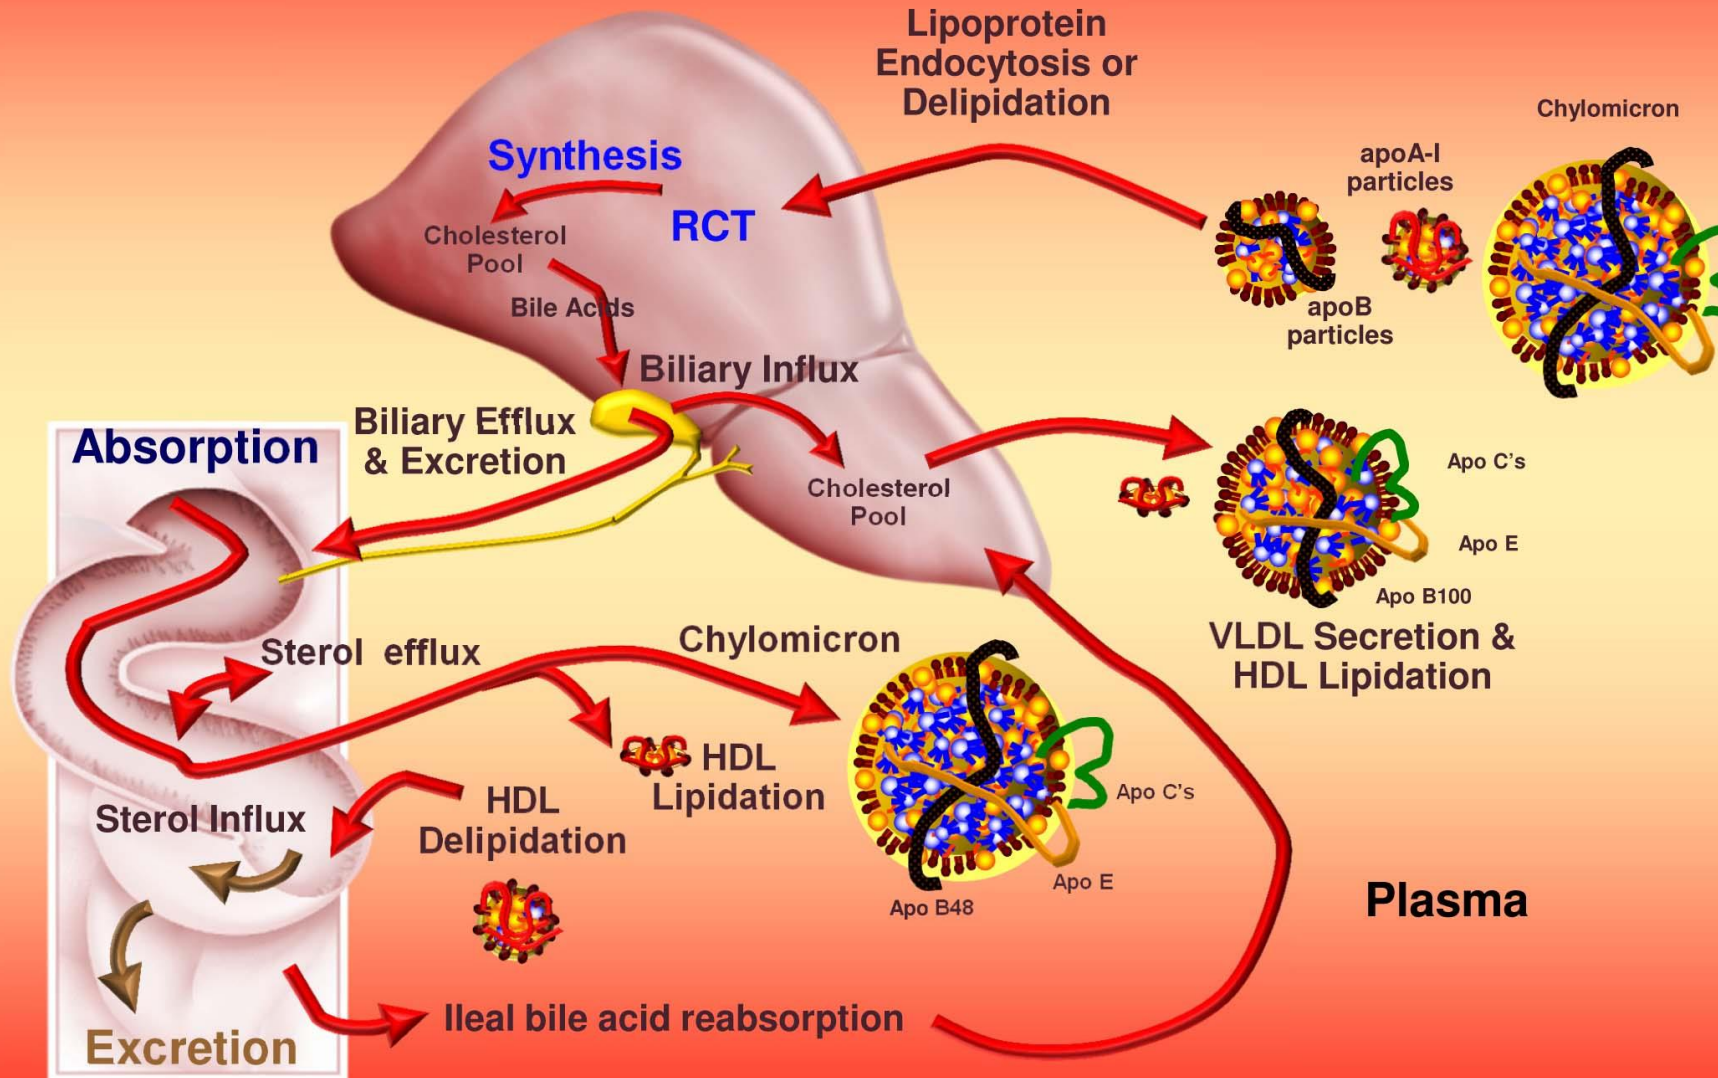 Lipoprotein
Endocytosis or
Delipidation
Chylomicron
apoA-I
particles
Synthesis
RCT
Cholesterol
Pool
Bile Acids
apoB
particles
Biliary Influx
Biliary Efflux
& Excretion
Absorption
Cholesterol
Pool
Apo C's
Apo E
Apo B100
VLDL Secretion &
HDL Lipidation
Sterol efflux
Chylomicron
HDL
Lipidation
HDL
Delipidation
Apo C's
Sterol Influx
Apo E
Apo B48
Plasma
Ileal bile acid reabsorption
Excretion